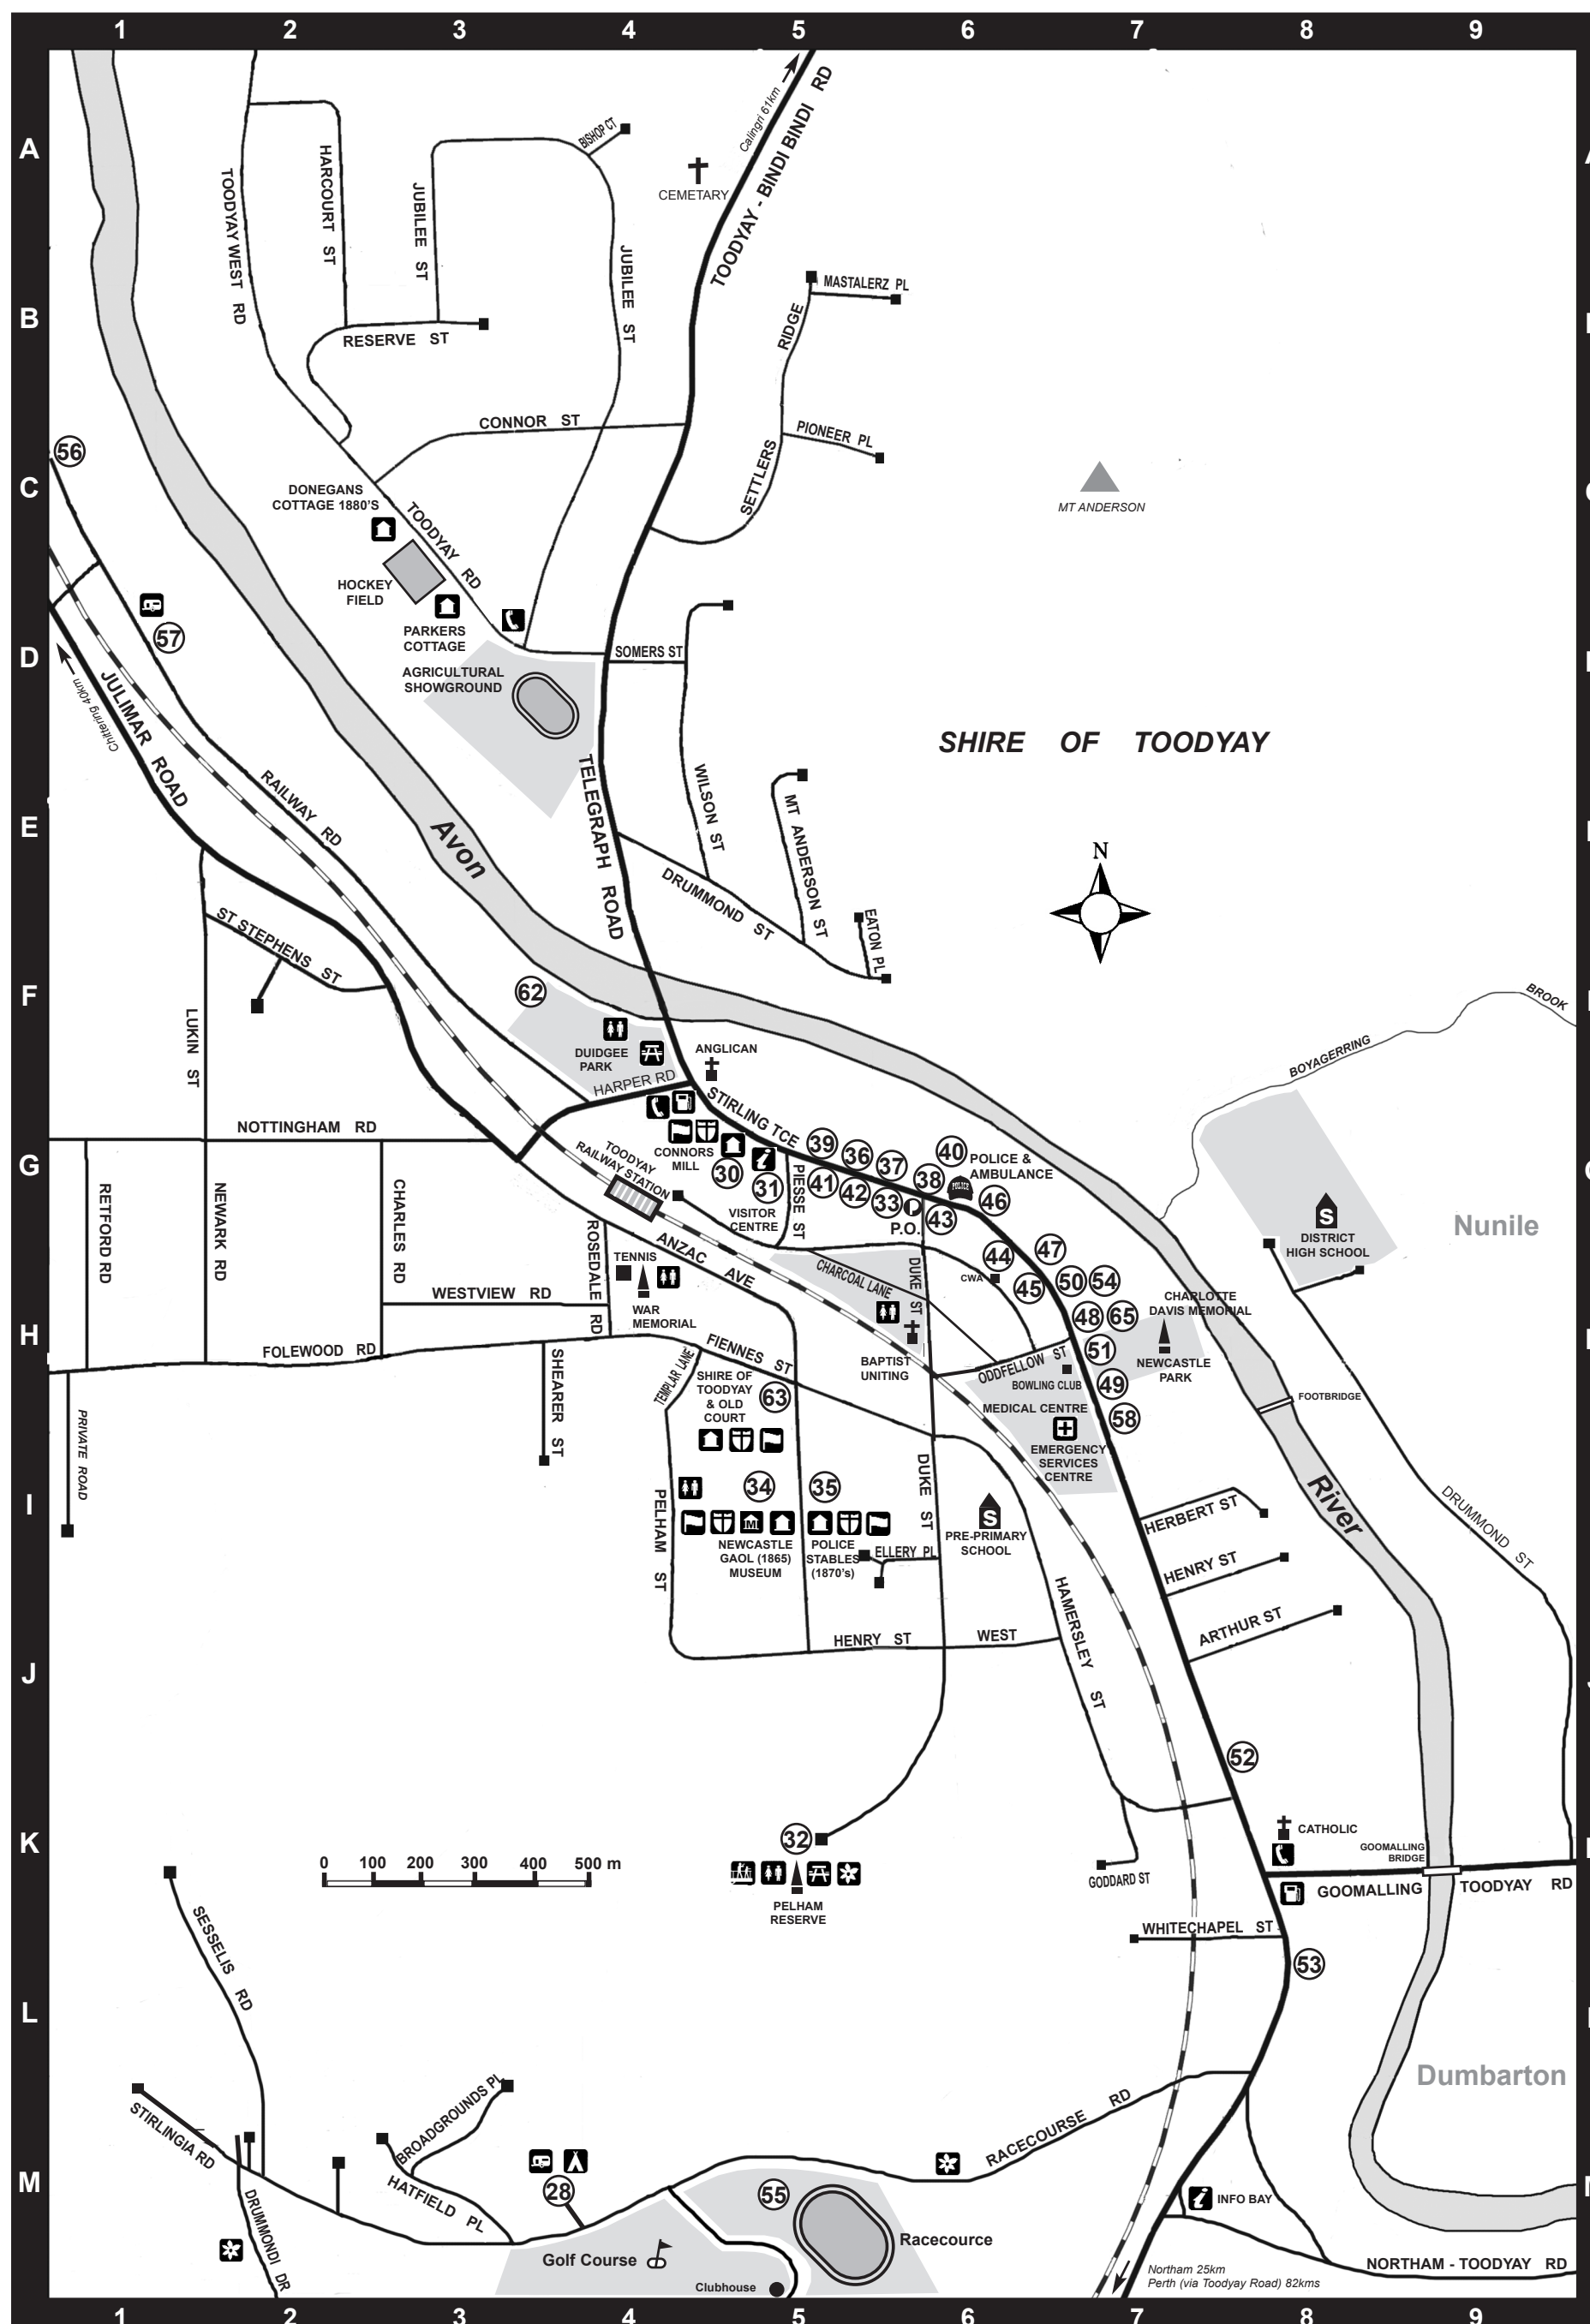 1 2 3 4 5 6 7 8 9
A
B
C
D
E
F
G
H
I
J
K
L
M
Calingiri 61km
TOODYAY - BINDI BINDI RD
BISHOP CT
CEMETARY
TOODYAY WEST RD
HARCOURT ST
JUBILEE ST
JUBILEE ST
MASTALERZ PL
RIDGE
RESERVE ST
CONNOR ST
PIONEER PL
SETTLERS
56
DONEGANS
COTTAGE 1880'S
TOODYAY RD
MT ANDERSON
HOCKEY
FIELD
57
PARKERS
COTTAGE
SOMERS ST
AGRICULTURAL
SHOWGROUND
Chittering 40km
JULIMAR ROAD
SHIRE OF TOODYAY
RAILWAY RD
TELEGRAPH ROAD
WILSON ST
MT ANDERSON ST
Avon
N
DRUMMOND ST
EATON PL
ST STEPHENS ST
62
BROOK
BOYAGERRING
LUKIN ST
DUIDGEE
PARK
ANGLICAN
HARPER RD
STIRLING TCE
NOTTINGHAM RD
TOODYAY
RAILWAY STATION
CONNORS
MILL
30
31
VISITOR
CENTRE
PIESSE ST
39
36
37
38
40
POLICE &
AMBULANCE
POLICE
46
41
42
33
P.O.
43
S
DISTRICT
HIGH SCHOOL
Nunile
RETFORD RD
NEWARK RD
CHARLES RD
ROSEDALE RD
ANZAC AVE
TENNIS
WAR
MEMORIAL
CHARCOAL LANE
DUKE ST
CWA
44
45
47
50
54
48
65
CHARLOTTE
DAVIS MEMORIAL
WESTVIEW RD
FOLEWOOD RD
FIENNES ST
BAPTIST
UNITING
ODDFELLOW ST
BOWLING CLUB
51
NEWCASTLE
PARK
49
58
FOOTBRIDGE
TEMPLAR LANE
SHIRE OF
TOODYAY
& OLD
COURT
63
MEDICAL CENTRE
EMERGENCY
SERVICES
CENTRE
PRIVATE ROAD
SHEARER ST
PELHAM ST
34
35
M
NEWCASTLE
GAOL (1865)
MUSEUM
POLICE
STABLES
(1870's)
DUKE ST
ELLERY PL
S
PRE-PRIMARY
SCHOOL
HERBERT ST
HENRY ST
ARTHUR ST
River
DRUMMOND ST
HENRY ST WEST
HAMERSLEY ST
52
32
PELHAM
RESERVE
0 100 200 300 400 500 m
CATHOLIC
GOOMALLING
BRIDGE
GODDARD ST
GOOMALLING TOODYAY RD
WHITECHAPEL ST
53
SESSELIS RD
Dumbarton
STIRLINGIA RD
BROADGROUNDS PL
HATFIELD PL
DRUMMONDI DR
28
55
RACECOURSE RD
INFO BAY
Racecource
Golf Course
Clubhouse
NORTHAM - TOODYAY RD
Northam 25km
Perth (via Toodyay Road) 82kms
1 2 3 4 5 6 7 8 9